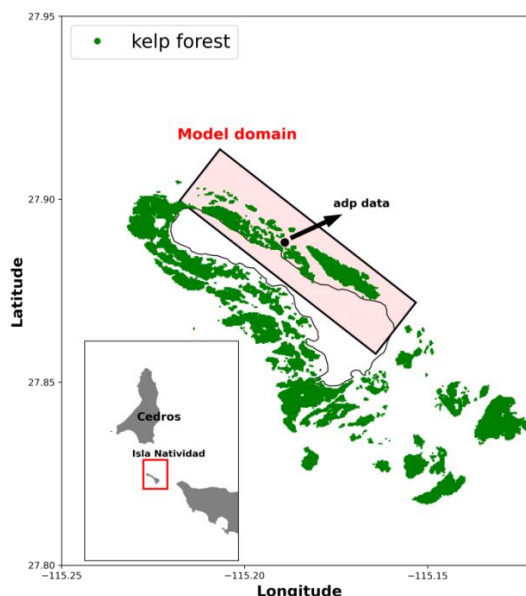 27.95
kelp forest
Model domain
27.90
adp data
Latitude
27.85
Cedros
Isla Natividad
27.80
−115.25
−115.20
−115.15
Longitude